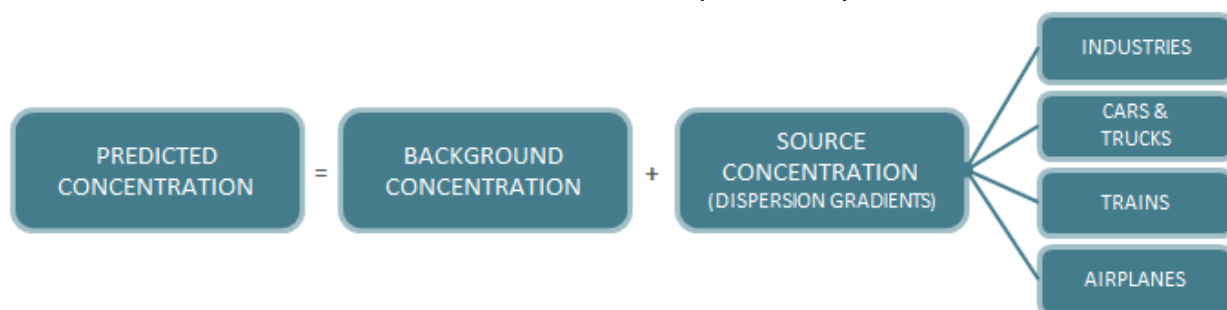 PREDICTED
CONCENTRATION
=
BACKGROUND
CONCENTRATION
+
SOURCE
CONCENTRATION
(DISPERSION GRADIENTS)
INDUSTRIES
CARS &
TRUCKS
TRAINS
AIRPLANES